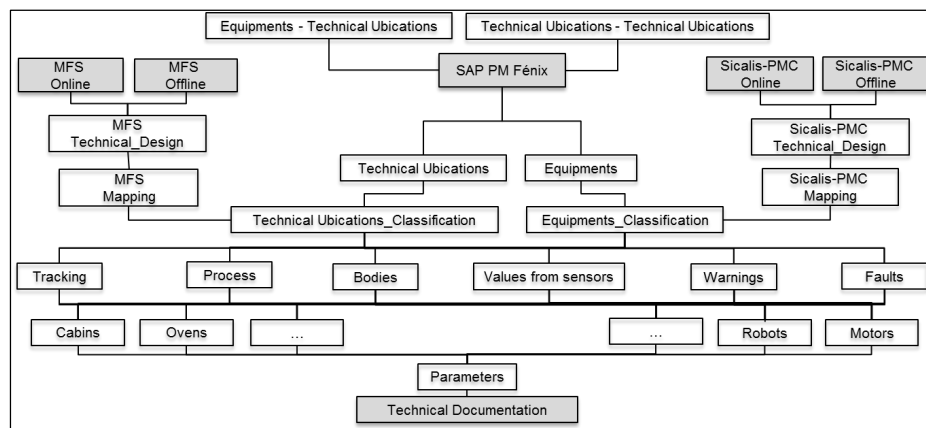 Equipments - Technical Ubications
Technical Ubications - Technical Ubications
MFS
Online
MFS
Offline
SAP PM Fénix
Sicalis-PMC
Online
Sicalis-PMC
Offline
MFS
Technical_Design
Sicalis-PMC
Technical_Design
Technical Ubications
Equipments
MFS
Mapping
Sicalis-PMC
Mapping
Technical Ubications_Classification
Equipments_Classification
Tracking
Process
Bodies
Values from sensors
Warnings
Faults
Cabins
Ovens
...
...
Robots
Motors
Parameters
Technical Documentation